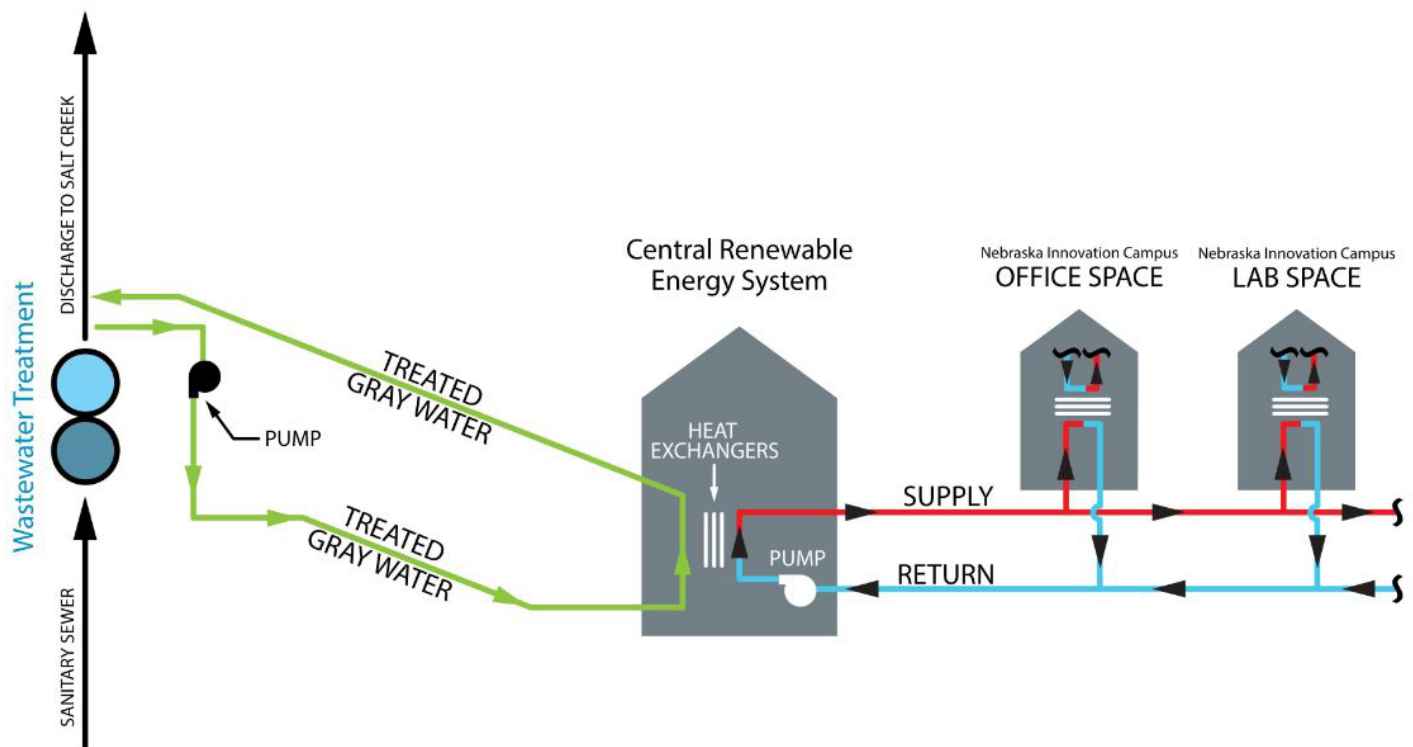 DISCHARGE TO SALT CREEK
Wastewater Treatment
SANITARY SEWER
PUMP
TREATED
GRAY WATER
TREATED
GRAY WATER
Central Renewable
Energy System
HEAT
EXCHANGERS
PUMP
SUPPLY
RETURN
Nebraska Innovation Campus
OFFICE SPACE
Nebraska Innovation Campus
LAB SPACE